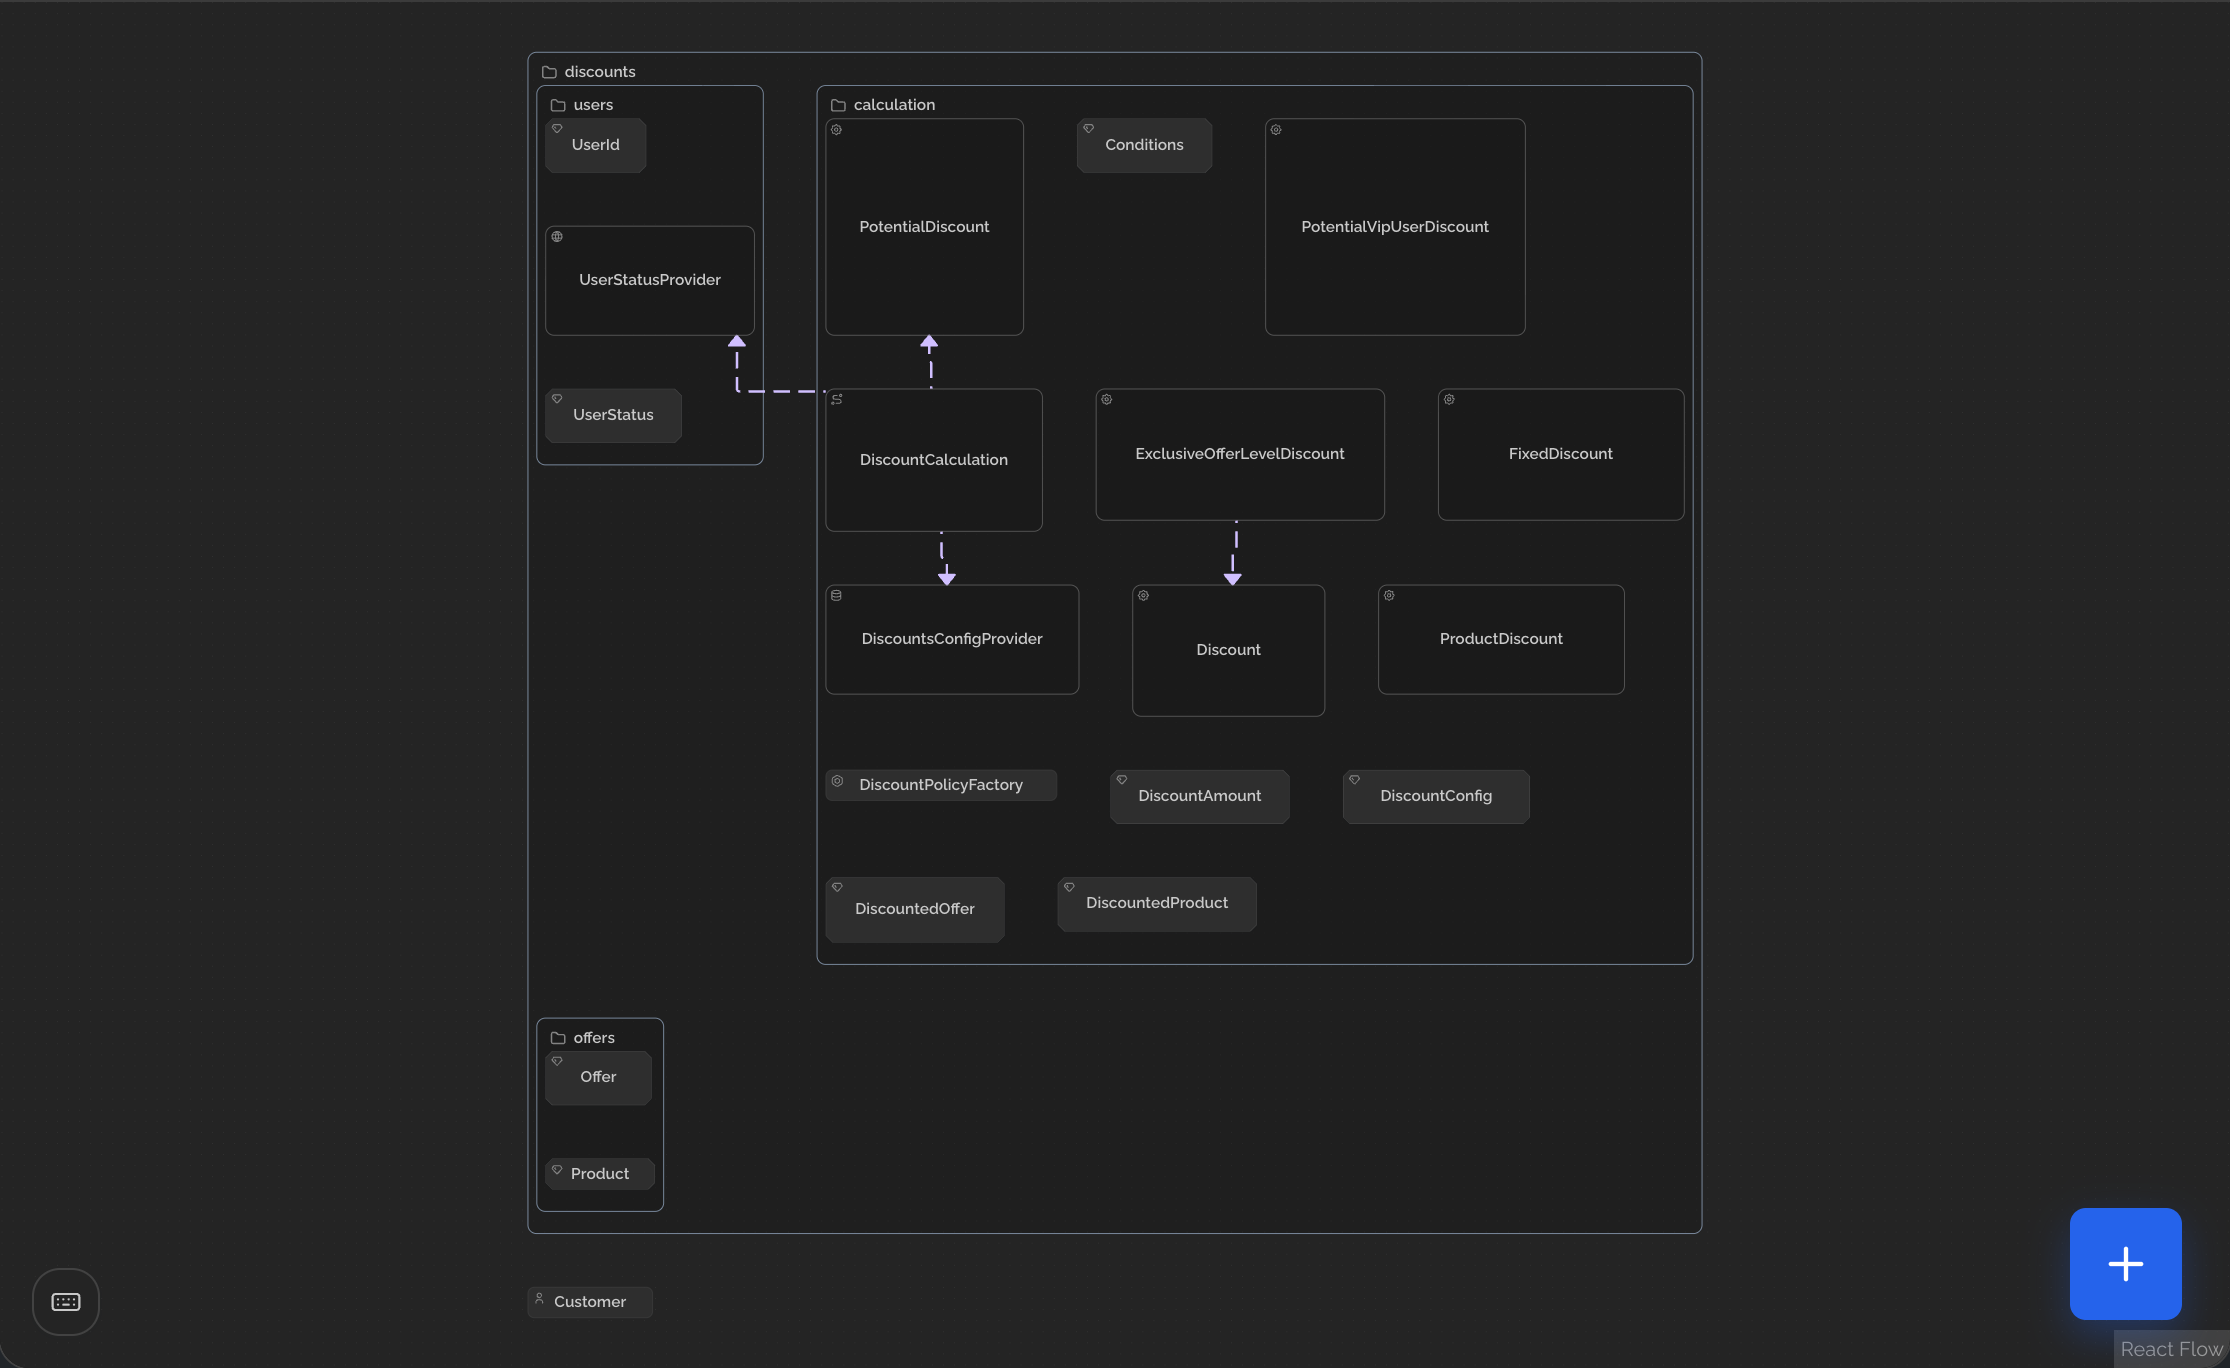 discounts
users
UserId
UserStatusProvider
UserStatus
calculation
PotentialDiscount
Conditions
PotentialVipUserDiscount
DiscountCalculation
ExclusiveOfferLevelDiscount
FixedDiscount
DiscountsConfigProvider
Discount
ProductDiscount
DiscountPolicyFactory
DiscountAmount
DiscountConfig
DiscountedOffer
DiscountedProduct
offers
Offer
Product
Customer
React Flow